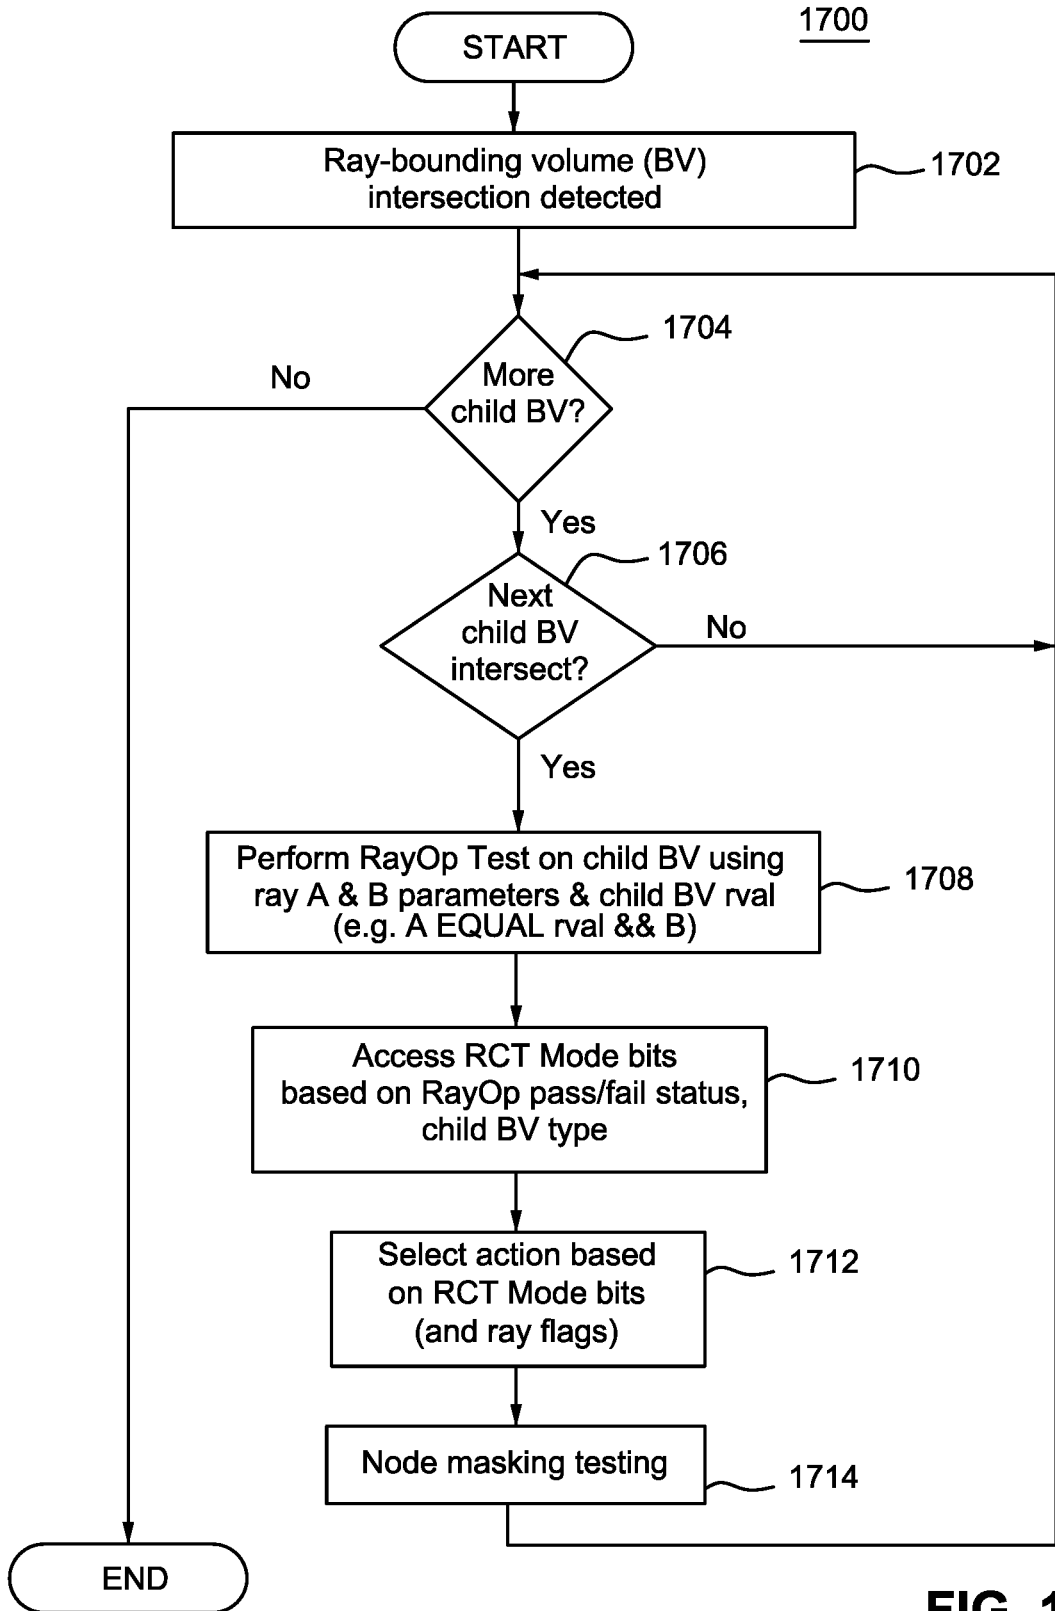 1700
START
Ray-bounding volume (BV)
intersection detected
1702
1704
More
child BV?
No
Yes
1706
Next
child BV
intersect?
No
Yes
Perform RayOp Test on child BV using
ray A & B parameters & child BV rval
(e.g. A EQUAL rval && B)
1708
Access RCT Mode bits
based on RayOp pass/fail status,
child BV type
1710
Select action based
on RCT Mode bits
(and ray flags)
1712
Node masking testing
1714
END
FIG. 1